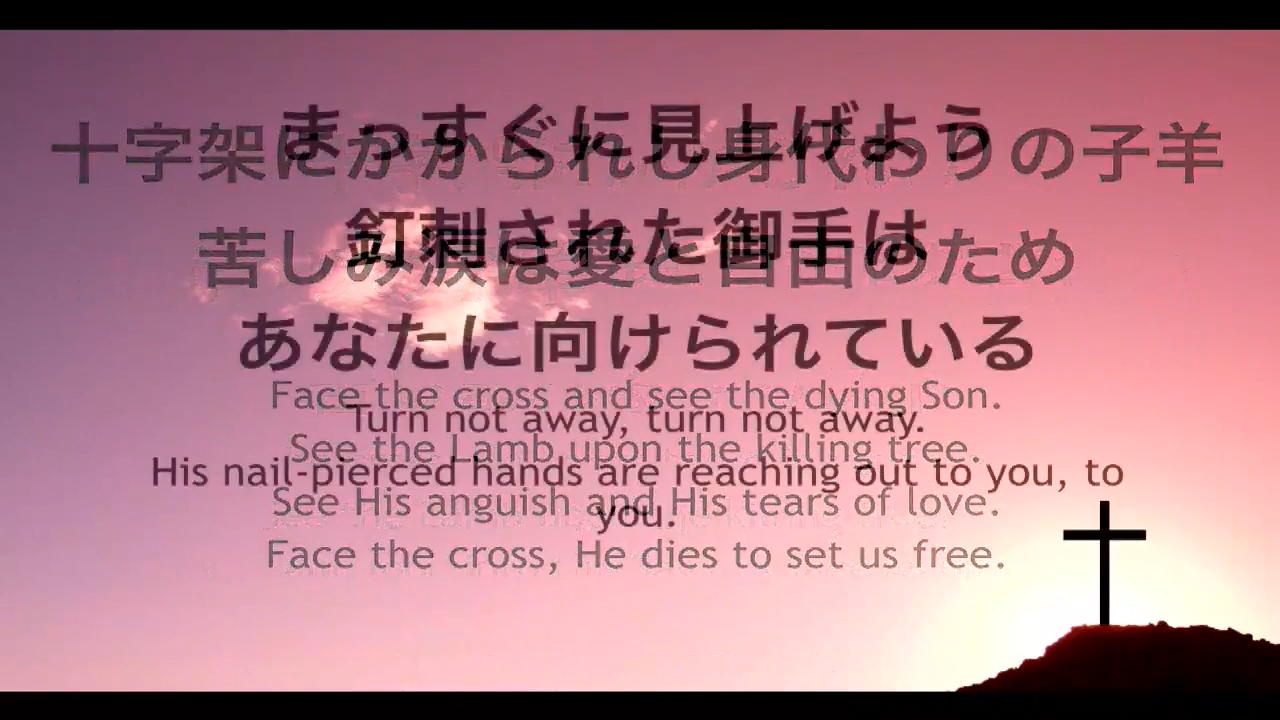 まっすぐに見上げよう
十字架にかかられし身代わりの子羊
釘刺された御手は
苦しみ涙は愛と自由のため
あなたに向けられている
Face the cross and see the dying Son.
Turn not away, turn not away.
See the Lamb upon the killing tree.
His nail-pierced hands are reaching out to you, to
See His anguish and His tears of love.
you.
Face the cross, He dies to set us free.